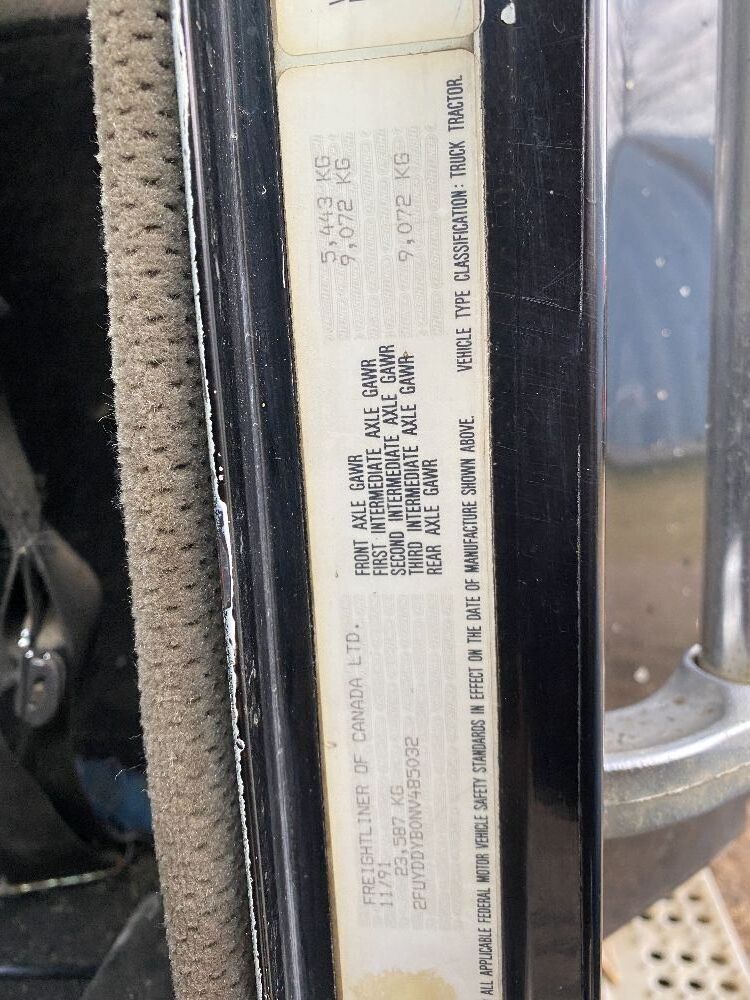 FREIGHTLINER OF CANADA LTD.
11/91
23,587 KG
2FUYDDYB0NV485032
FRONT AXLE GAWR 5,443 KG
FIRST INTERMEDIATE AXLE GAWR 9,072 KG
SECOND INTERMEDIATE AXLE GAWR
THIRD INTERMEDIATE AXLE GAWR
REAR AXLE GAWR 9,072 KG
ALL APPLICABLE FEDERAL MOTOR VEHICLE SAFETY STANDARDS IN EFFECT ON THE DATE OF MANUFACTURE SHOWN ABOVE. VEHICLE TYPE CLASSIFICATION: TRUCK TRACTOR.